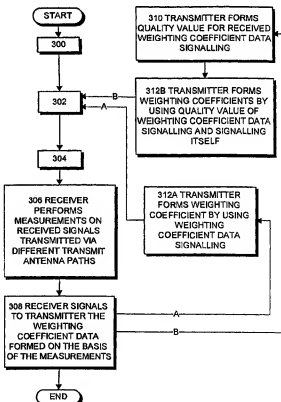 START
300
302
304
306 RECEIVER
PERFORMS
MEASUREMENTS ON
RECEIVED SIGNALS
TRANSMITTED VIA
DIFFERENT TRANSMIT
ANTENNA PATHS
308 RECEIVER SIGNALS
TO TRANSMITTER THE
WEIGHTING
COEFFICIENT DATA
FORMED ON THE BASIS
OF THE MEASUREMENTS
END
310 TRANSMITTER FORMS
QUALITY VALUE FOR RECEIVED
WEIGHTING COEFFICIENT DATA
SIGNALLING
B
A
312B TRANSMITTER FORMS
WEIGHTING COEFFICIENTS BY
USING QUALITY VALUE OF
WEIGHTING COEFFICIENT DATA
SIGNALLING AND SIGNALLING
ITSELF
312A TRANSMITTER
FORMS WEIGHTING
COEFFICIENT BY USING
WEIGHTING
COEFFICIENT DATA
SIGNALLING
A
B